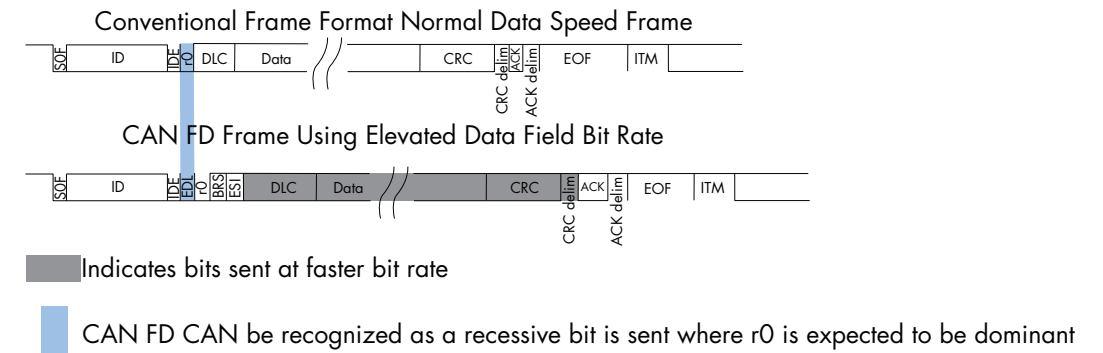 Conventional Frame Format Normal Data Speed Frame
SOF ID IDE r0 DLC Data CRC CRC delim ACK ACK delim EOF ITM
CAN FD Frame Using Elevated Data Field Bit Rate
SOF ID IDE EDL r0 BRS ESI DLC Data CRC CRC delim ACK ACK delim EOF ITM
Indicates bits sent at faster bit rate
CAN FD CAN be recognized as a recessive bit is sent where r0 is expected to be dominant